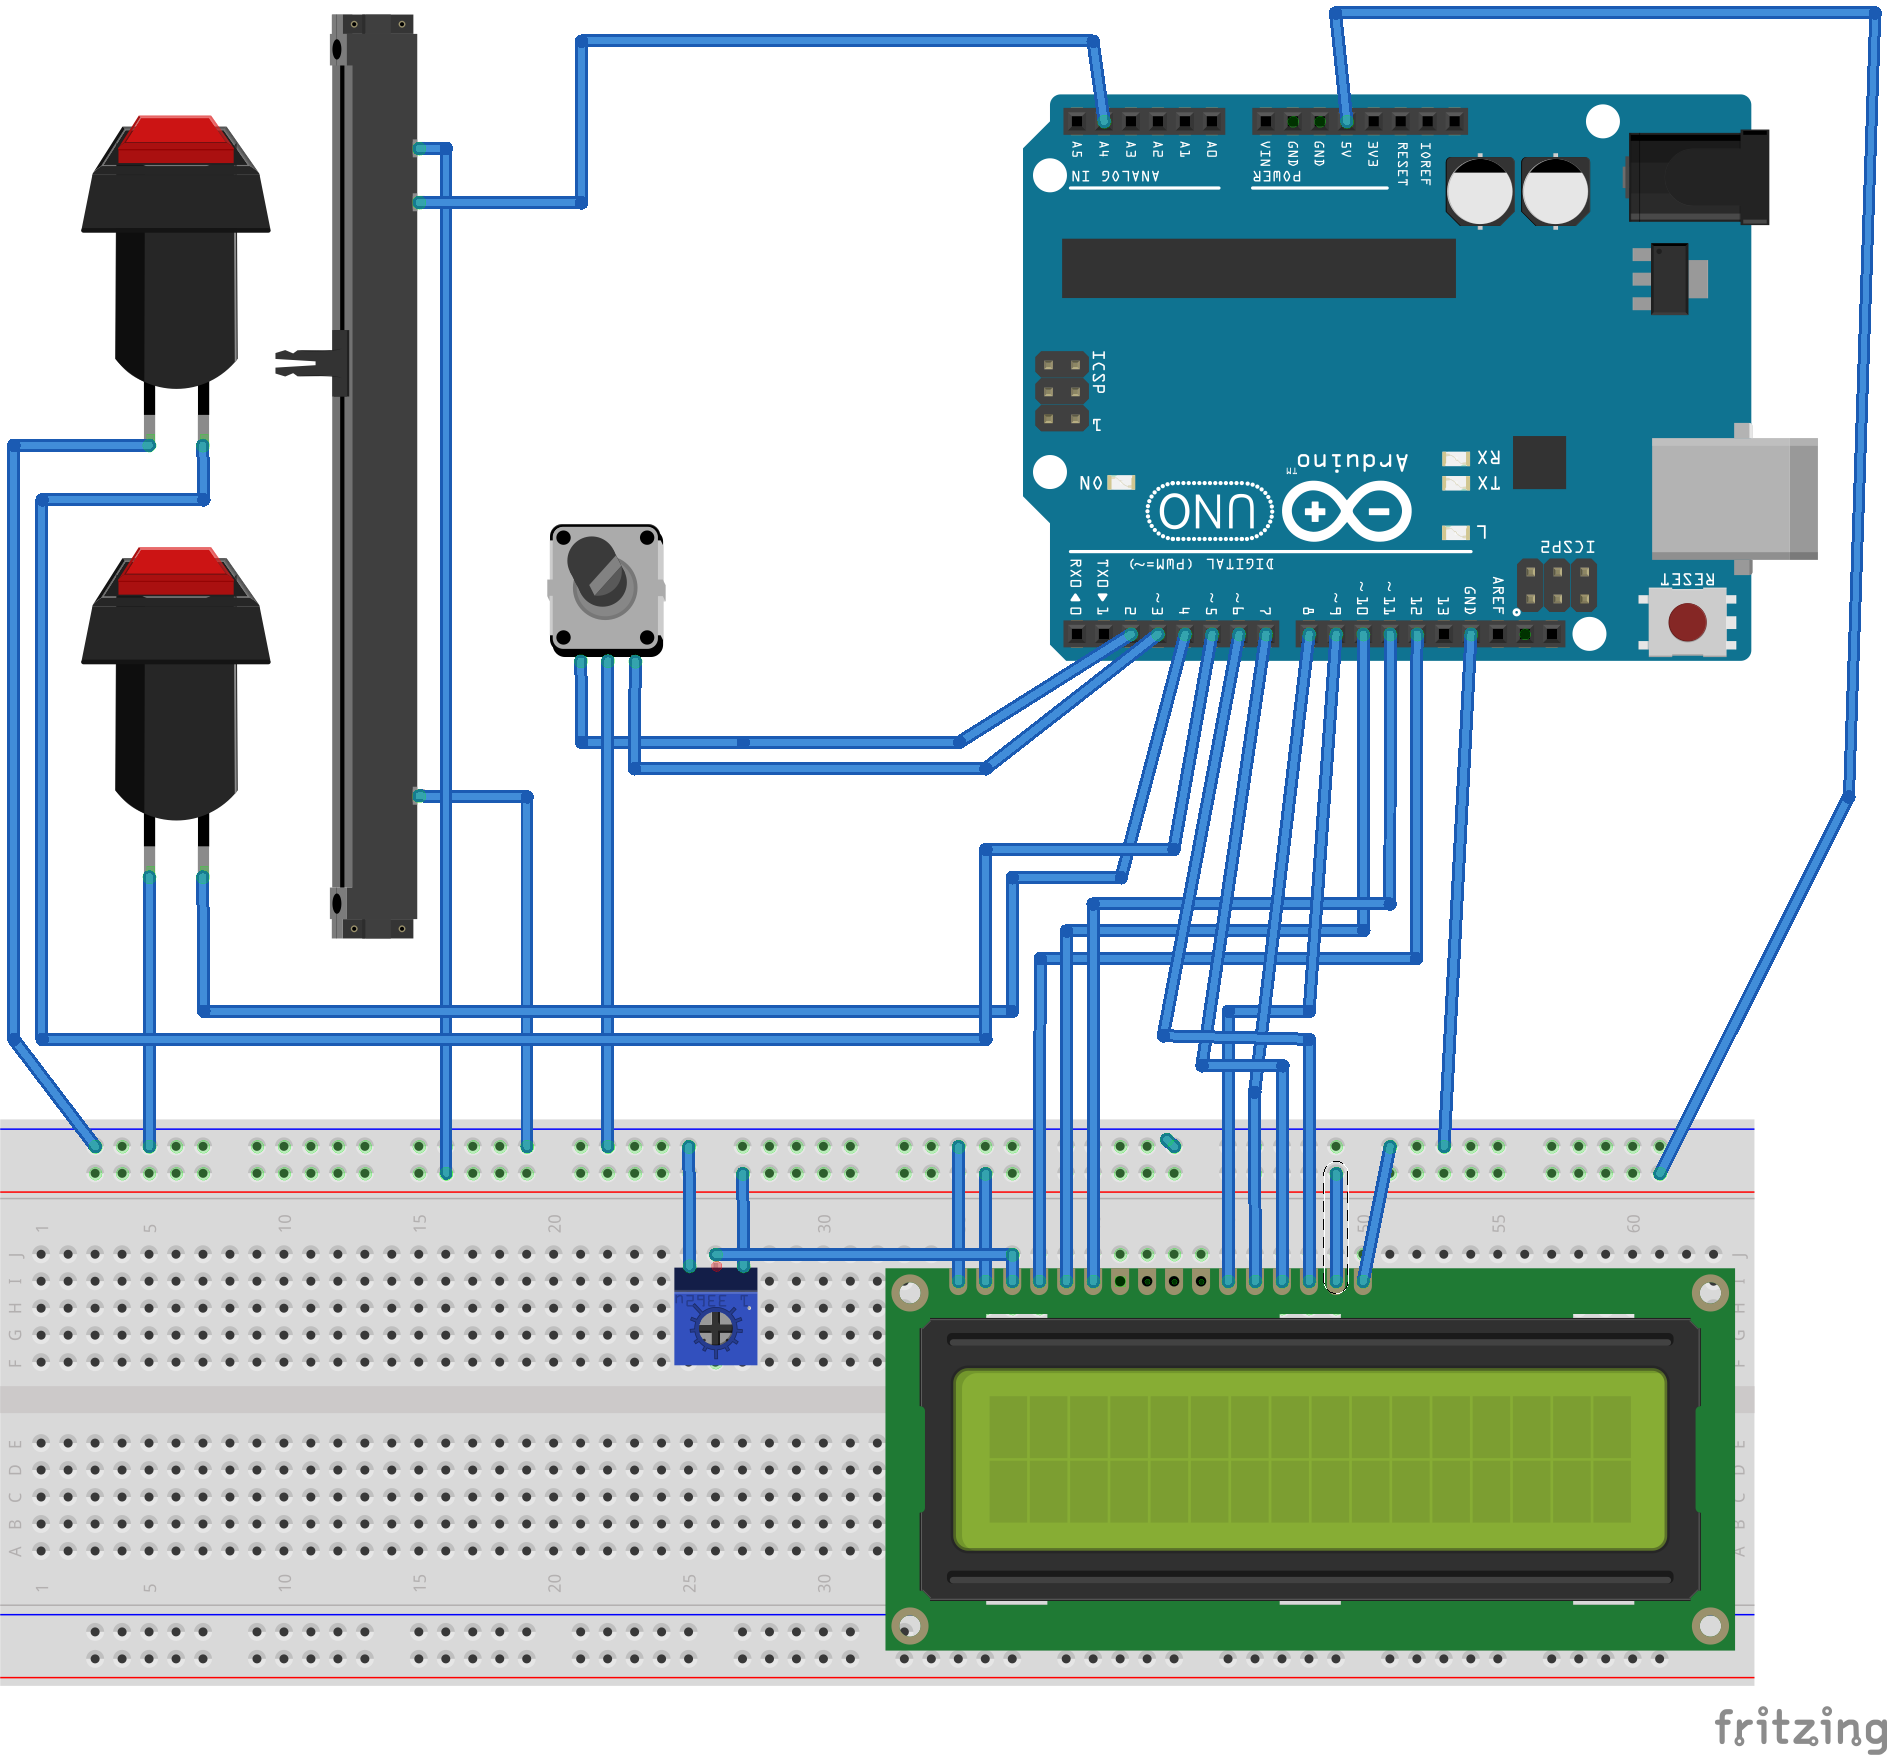 A5 A4 A3 A2 A1 A0 VIN GND GND 5V 3V3 RESET IOREF
ANALOG IN POWER
ICSP
1
Arduino
TM
RX
TX
ON
UNO
L
ICSP2
DIGITAL (PWM=~)
RESET
RX0 TX0 AREF
0 1 2 ~3 4 ~5 ~6 7 8 ~9 ~10 ~11 12 13 GND
1 5 10 15 20 30 50 55 60
J J
I I
H H
G G
F F
E E
D D
C C
B B
A A
1 5 10 15 20 25 30
fritzing